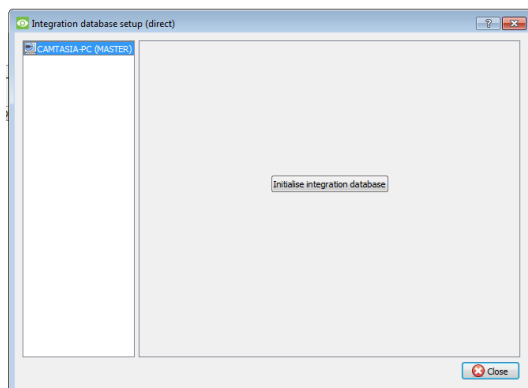 Integration database setup (direct)
CAMTASIA-PC (MASTER)
Initialise integration database
Close